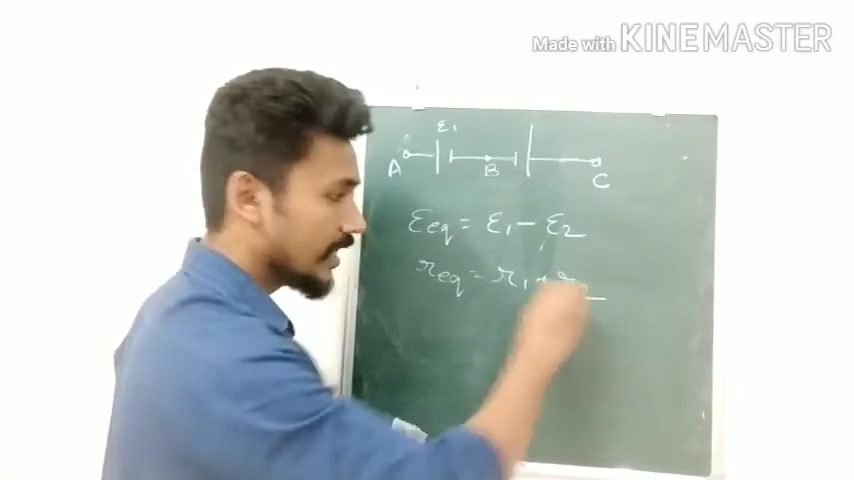 Made with KINEMASTER
ε₁
A B C
εeq = ε₁ - ε₂
req = r₁ + r₂